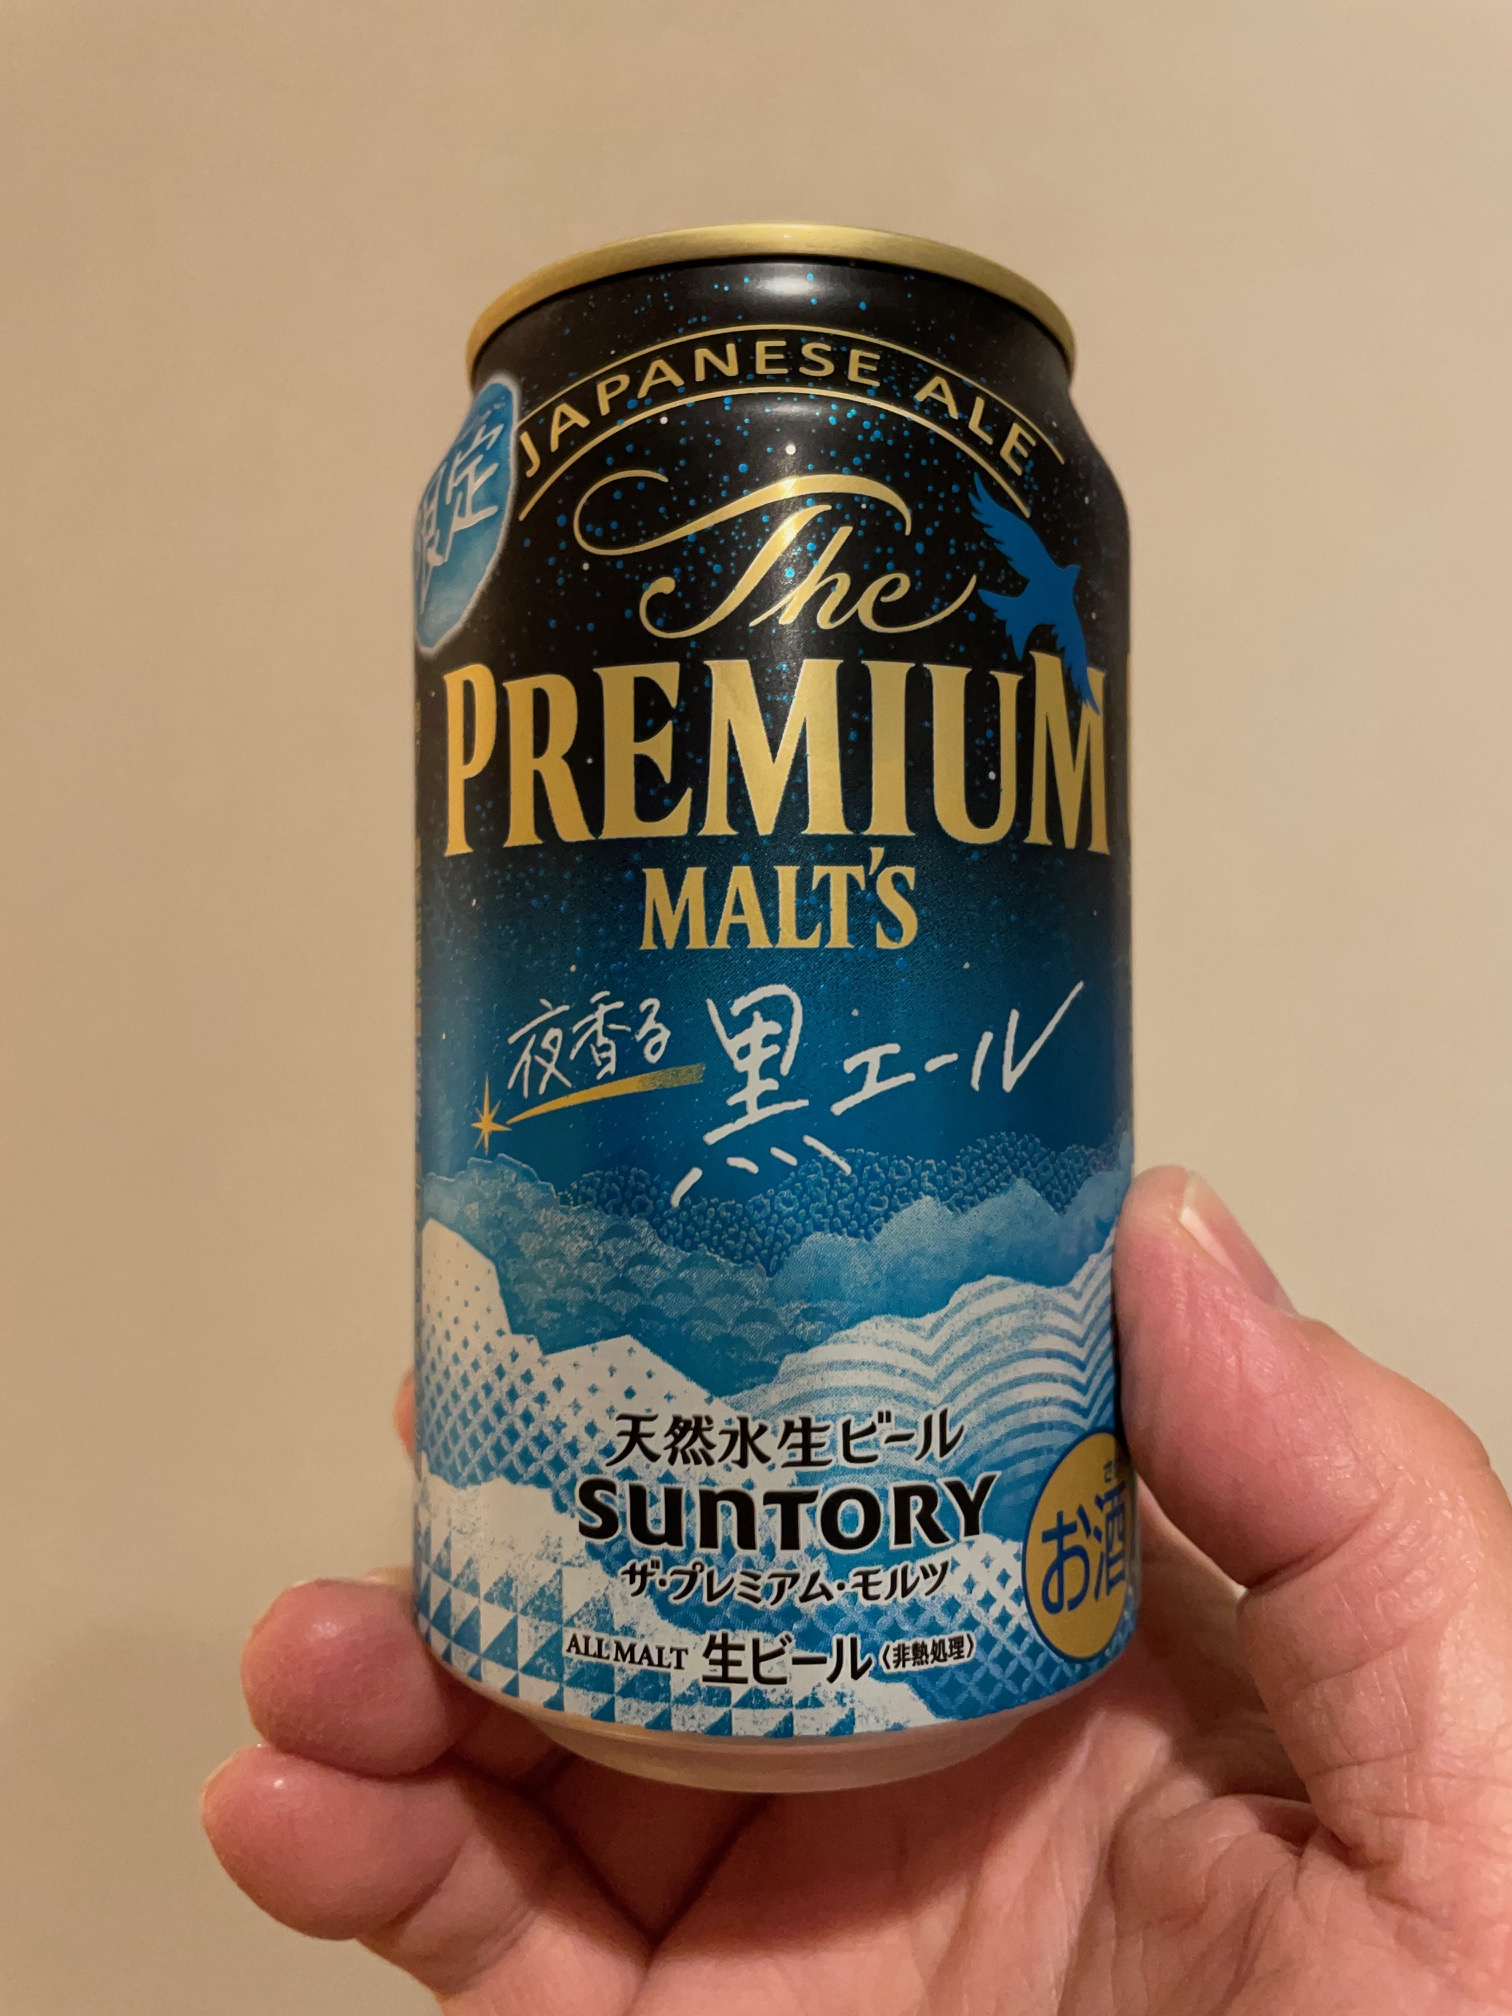 JAPANESE ALE
限定
The
PREMIUM
MALT'S
夜香る 黒エール
天然水生ビール
SUNTORY
ザ・プレミアム・モルツ
お酒
ALL MALT 生ビール〈非熱処理〉